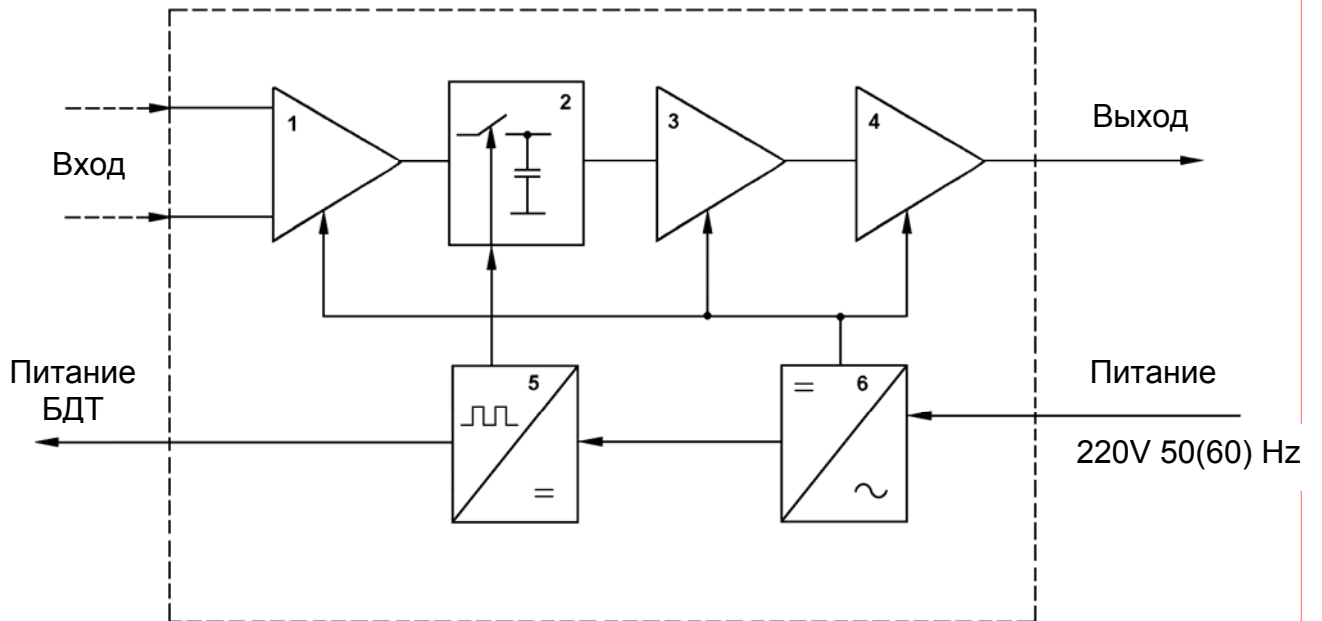 1
2
3
4
Выход
Вход
Питание
БДТ
5
= 6
Питание
=
220V 50(60) Hz